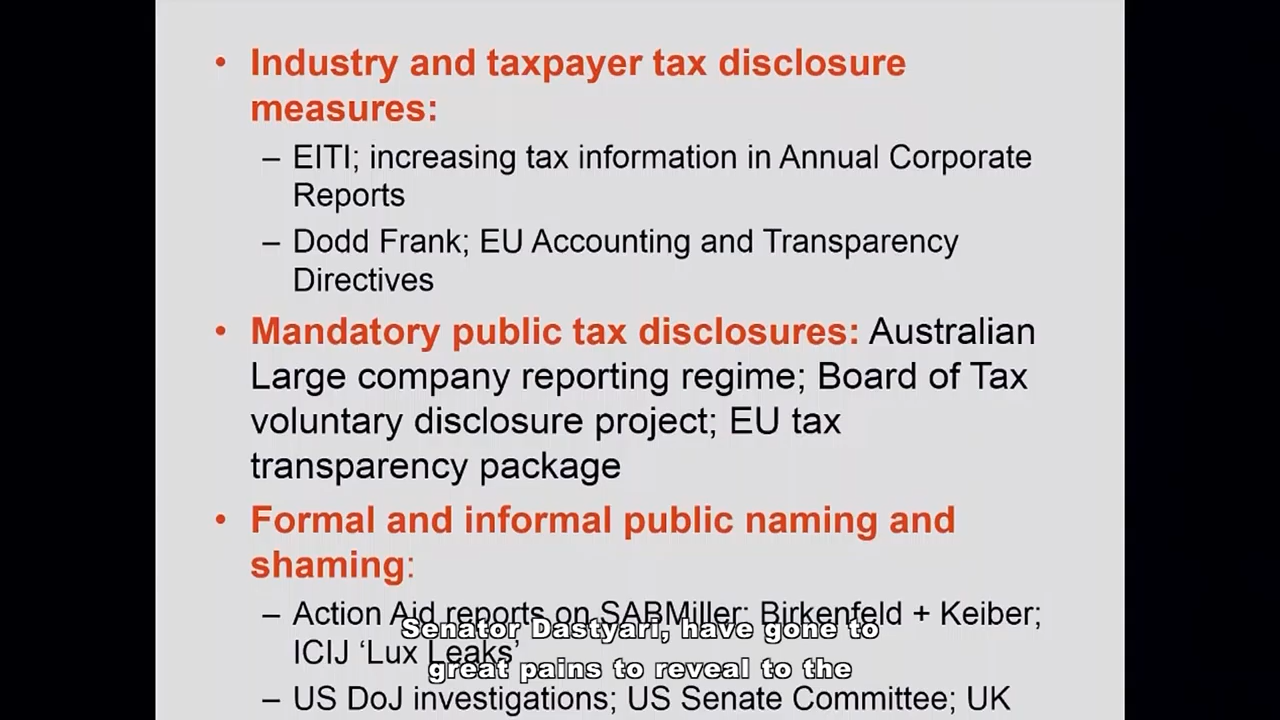 • Industry and taxpayer tax disclosure
measures:
– EITI; increasing tax information in Annual Corporate
Reports
– Dodd Frank; EU Accounting and Transparency
Directives
• Mandatory public tax disclosures: Australian
Large company reporting regime; Board of Tax
voluntary disclosure project; EU tax
transparency package
• Formal and informal public naming and
shaming:
– Action Aid reports on SABMiller; Birkenfeld + Keiber;
ICIJ ‘Lux Leaks’
– US DoJ investigations; US Senate Committee; UK
Senator Dastyari, have gone to
great pains to reveal to the